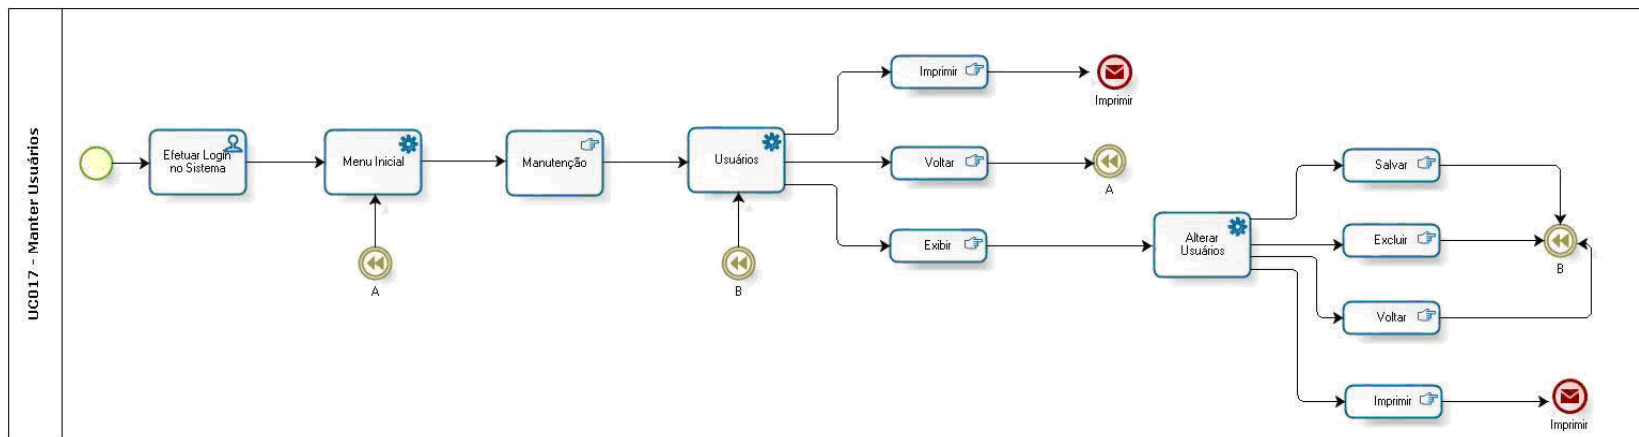 UC017 - Manter Usuários
Efetuar Login
no Sistema
Menu Inicial
A
Manutenção
Usuários
B
Imprimir
Imprimir
Voltar
A
Exibir
Alterar
Usuários
Salvar
Excluir
B
Voltar
Imprimir
Imprimir